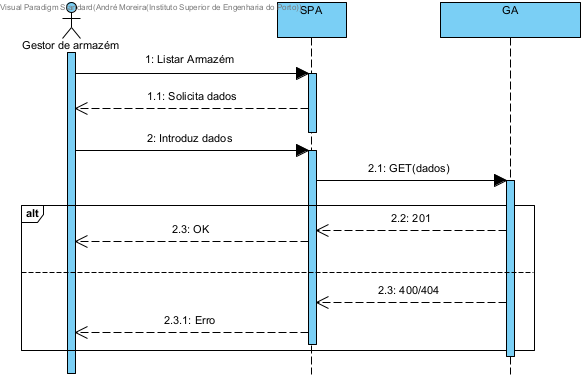 Visual Paradigm Standard(André Moreira(Instituto Superior de Engenharia do Porto))
SPA
GA
Gestor de armazém
1: Listar Armazém
1.1: Solicita dados
2: Introduz dados
2.1: GET(dados)
alt
2.2: 201
2.3: OK
2.3: 400/404
2.3.1: Erro